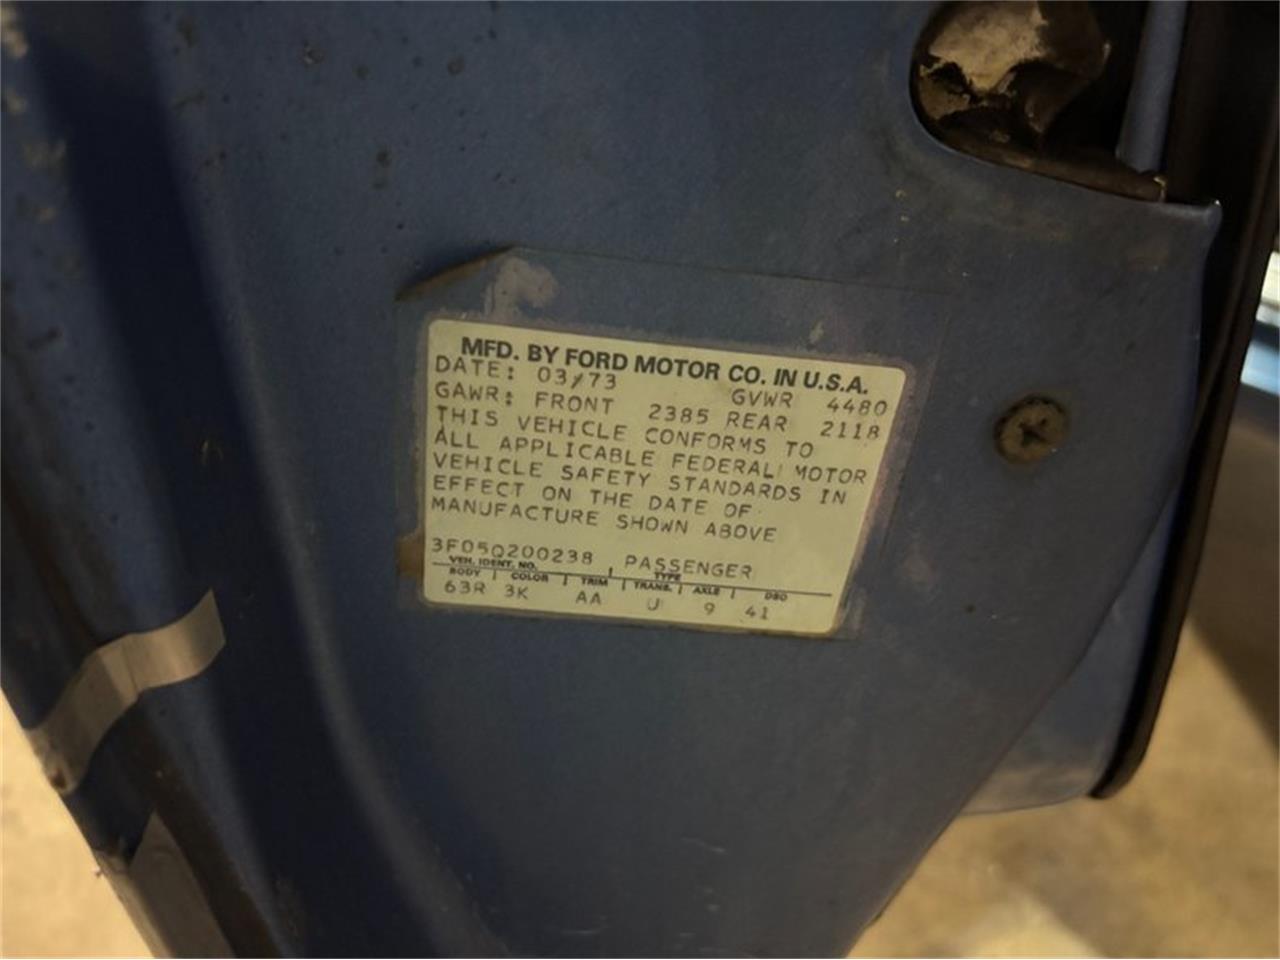 MFD. BY FORD MOTOR CO. IN U.S.A.
DATE: 03/73 GVWR 4480
GAWR: FRONT 2385 REAR 2118
THIS VEHICLE CONFORMS TO
ALL APPLICABLE FEDERAL MOTOR
VEHICLE SAFETY STANDARDS IN
EFFECT ON THE DATE OF
MANUFACTURE SHOWN ABOVE
3F05Q200238 PASSENGER
VEH. IDENT. NO. TYPE
BODY COLOR TRIM TRANS. AXLE DSO
63R 3K AA U 9 41